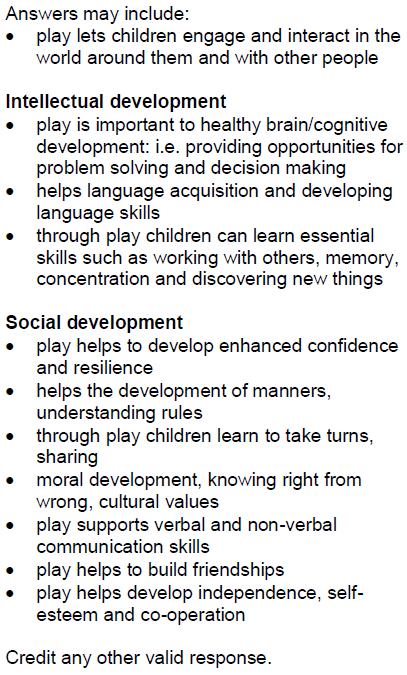 Answers may include:
• play lets children engage and interact in the
world around them and with other people
Intellectual development
• play is important to healthy brain/cognitive
development: i.e. providing opportunities for
problem solving and decision making
• helps language acquisition and developing
language skills
• through play children can learn essential
skills such as working with others, memory,
concentration and discovering new things
Social development
• play helps to develop enhanced confidence
and resilience
• helps the development of manners,
understanding rules
• through play children learn to take turns,
sharing
• moral development, knowing right from
wrong, cultural values
• play supports verbal and non-verbal
communication skills
• play helps to build friendships
• play helps develop independence, self-
esteem and co-operation
Credit any other valid response.